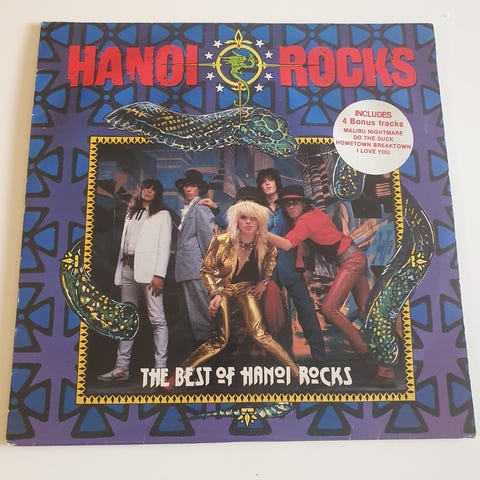 HANOI ROCKS
INCLUDES
4 Bonus tracks
MALIBU NIGHTMARE
DO THE DUCK
HOMETOWN BREAKTOWN
I LOVE YOU
THE BEST OF HANOI ROCKS